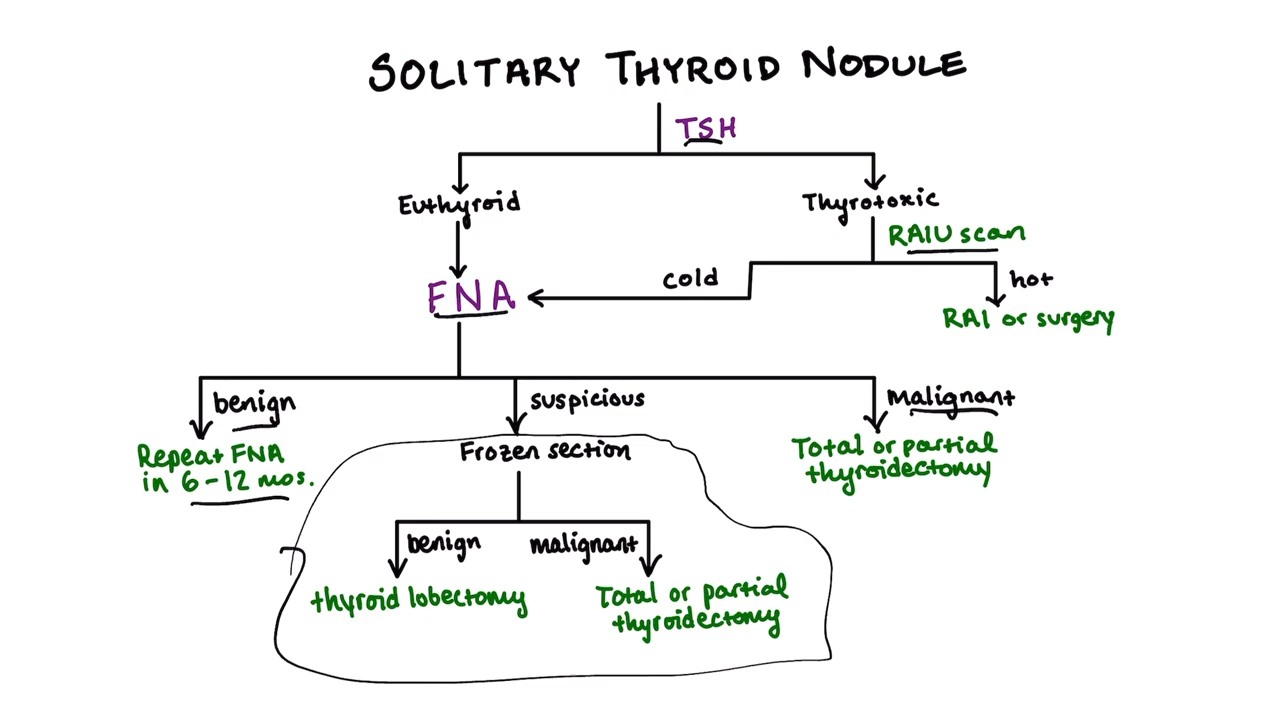 SOLITARY THYROID NODULE
TSH
Euthyroid
Thyrotoxic
RAIU scan
cold
hot
FNA
RAI or surgery
benign
suspicious
malignant
Repeat FNA
in 6-12 mos.
Frozen section
Total or partial
thyroidectomy
benign
malignant
thyroid lobectomy
Total or partial
thyroidectomy